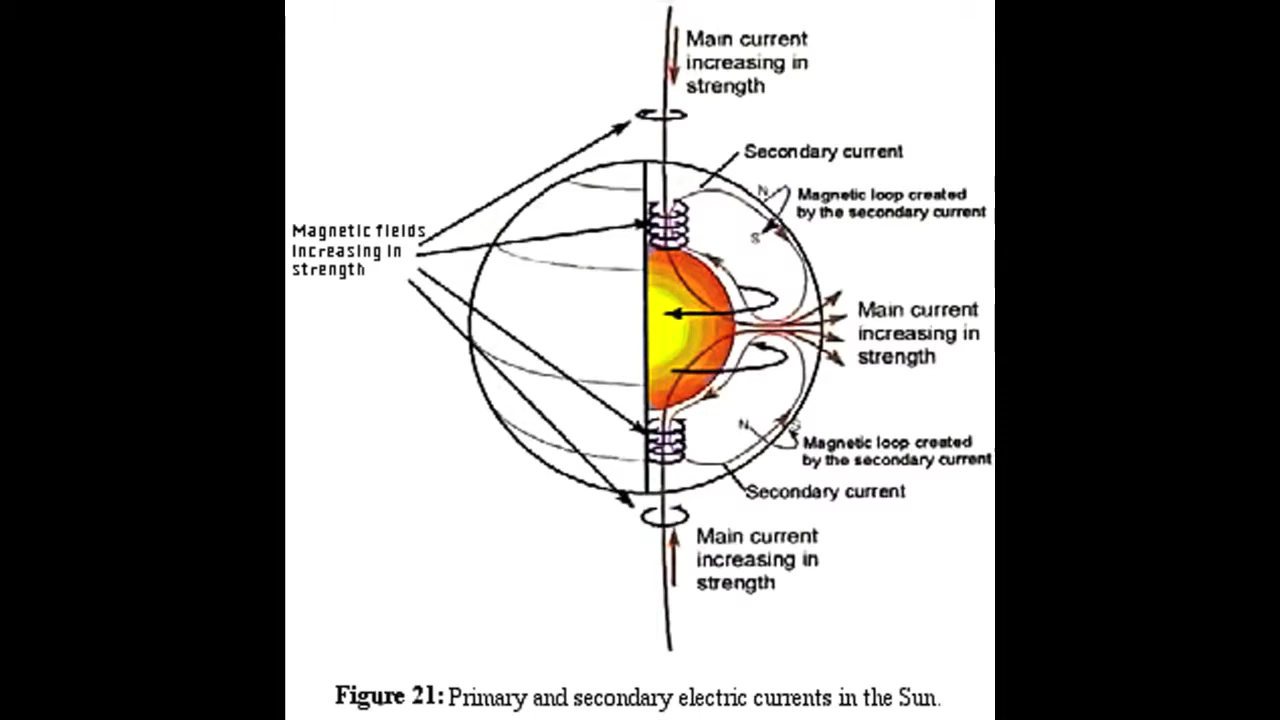 Main current
increasing in
strength
Secondary current
N
Magnetic loop created
by the secondary current
S
Magnetic fields
increasing in
strength
Main current
increasing in
strength
N
S
Magnetic loop created
by the secondary current
Secondary current
Main current
increasing in
strength
Figure 21: Primary and secondary electric currents in the Sun.